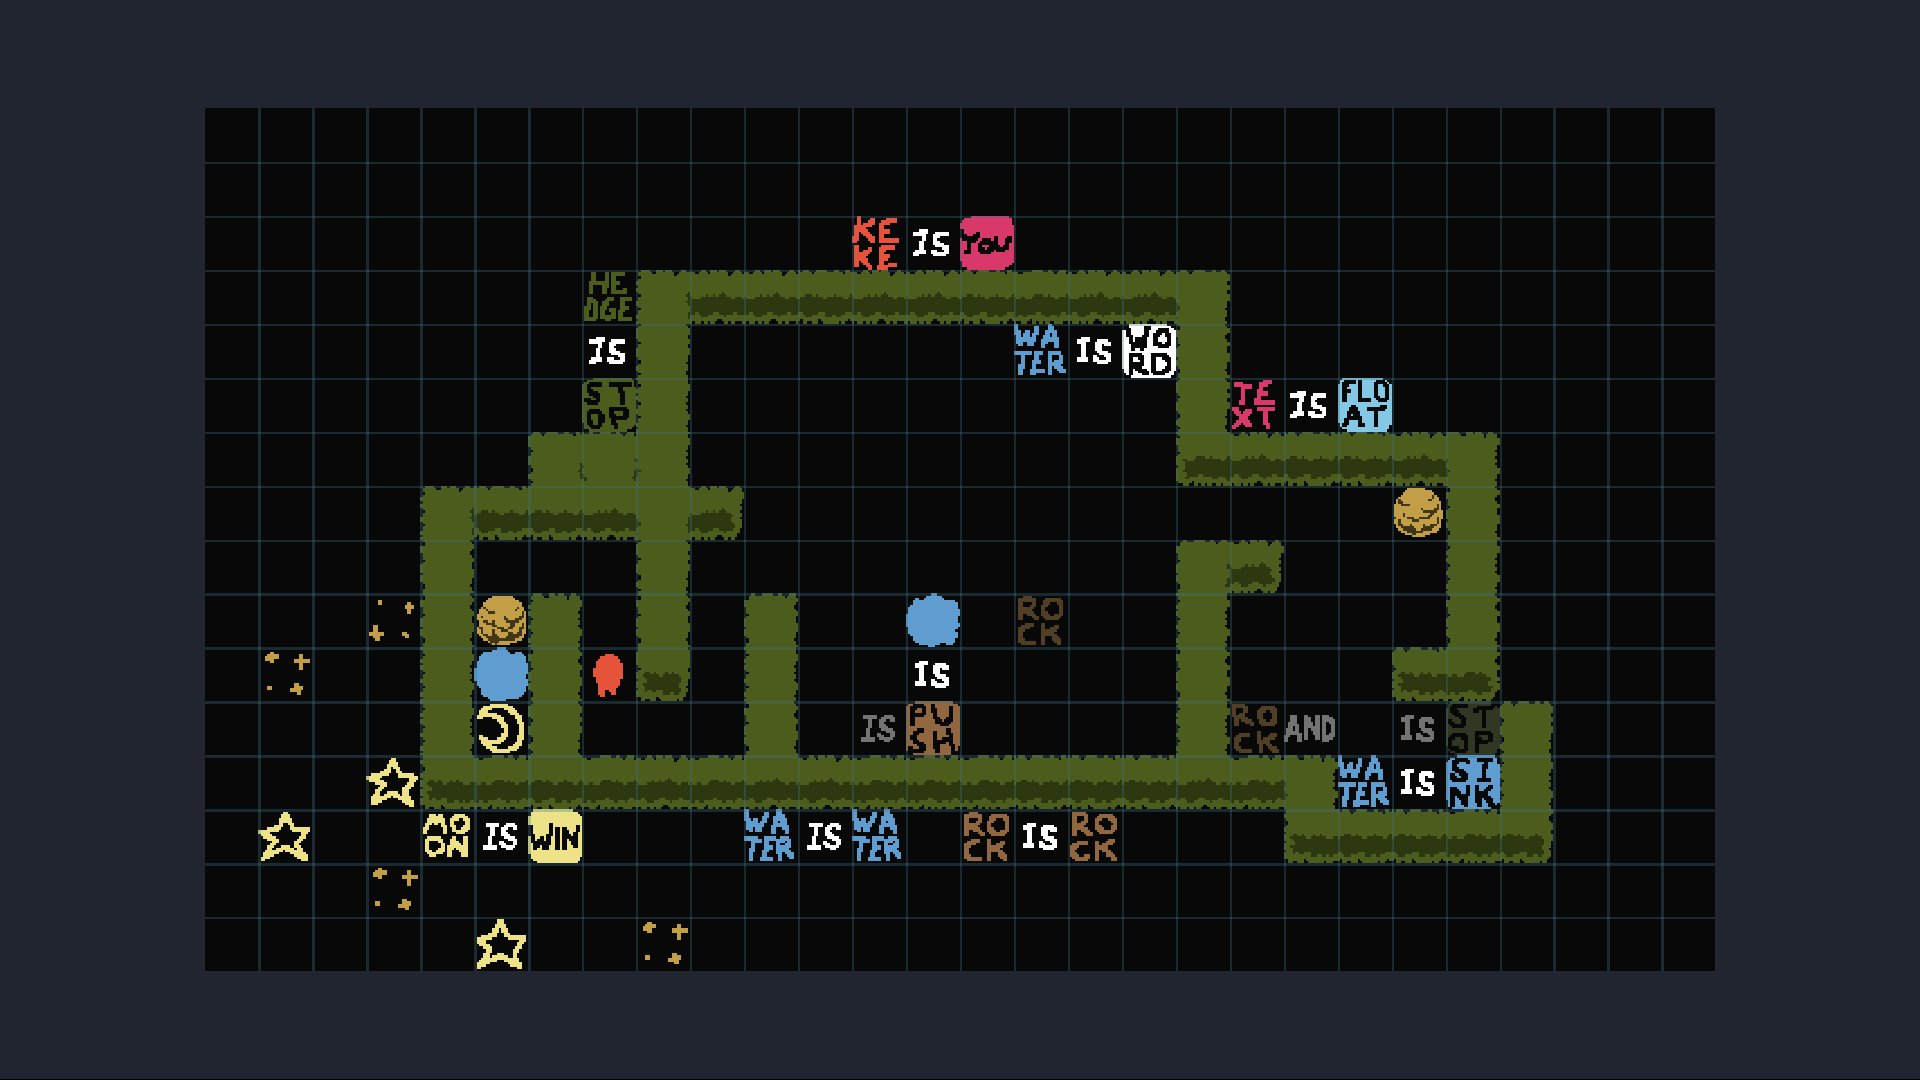 KEKE IS YOU
HEDGE
IS
WATER IS WORD
STOP
TEXT IS FLOAT
ROCK
IS
IS PUSH
ROCK AND IS STOP
WATER IS SINK
MOON IS WIN
WATER IS WATER
ROCK IS ROCK